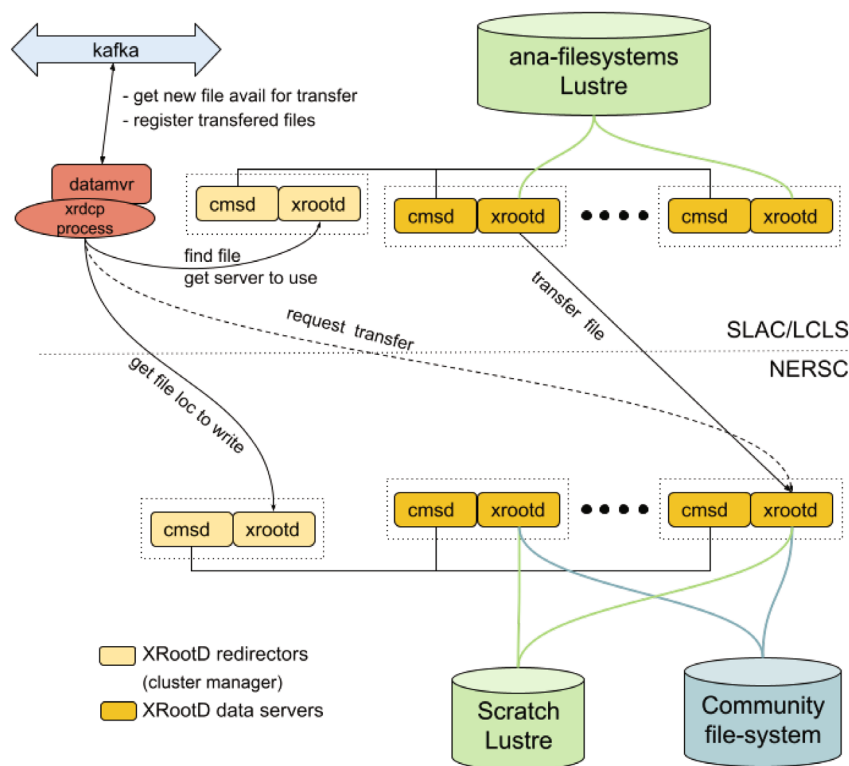 kafka
- get new file avail for transfer
- register transfered files
ana-filesystems
Lustre
datamvr
xrdcp
process
cmsd
xrootd
cmsd
xrootd
cmsd
xrootd
find file
get server to use
transfer file
request transfer
SLAC/LCLS
NERSC
get file loc to write
cmsd
xrootd
cmsd
xrootd
cmsd
xrootd
XRootD redirectors
(cluster manager)
XRootD data servers
Scratch
Lustre
Community
file-system